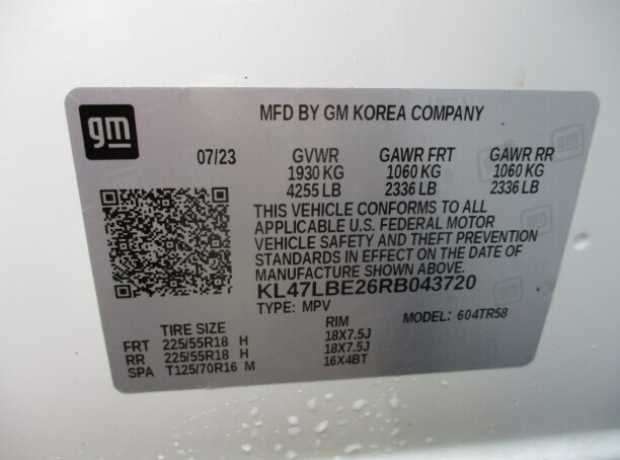 gm
MFD BY GM KOREA COMPANY
07/23 GVWR GAWR FRT GAWR RR
1930 KG 1060 KG 1060 KG
4255 LB 2336 LB 2336 LB
THIS VEHICLE CONFORMS TO ALL
APPLICABLE U.S. FEDERAL MOTOR
VEHICLE SAFETY AND THEFT PREVENTION
STANDARDS IN EFFECT ON THE DATE OF
MANUFACTURE SHOWN ABOVE.
KL47LBE26RB043720
TYPE: MPV MODEL: 604TR58
TIRE SIZE RIM
FRT 225/55R18 H 18X7.5J
RR 225/55R18 H 18X7.5J
SPA T125/70R16 M 16X4BT